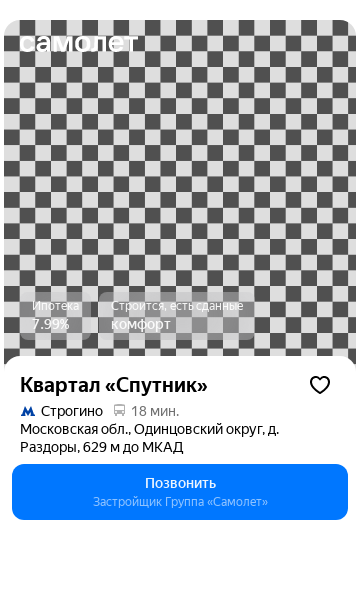 самолет
Ипотека
7.99%
Строится, есть сданные
комфорт
Квартал «Спутник»
Строгино 18 мин.
Московская обл., Одинцовский округ, д.
Раздоры, 629 м до МКАД
Позвонить
Застройщик Группа «Самолет»